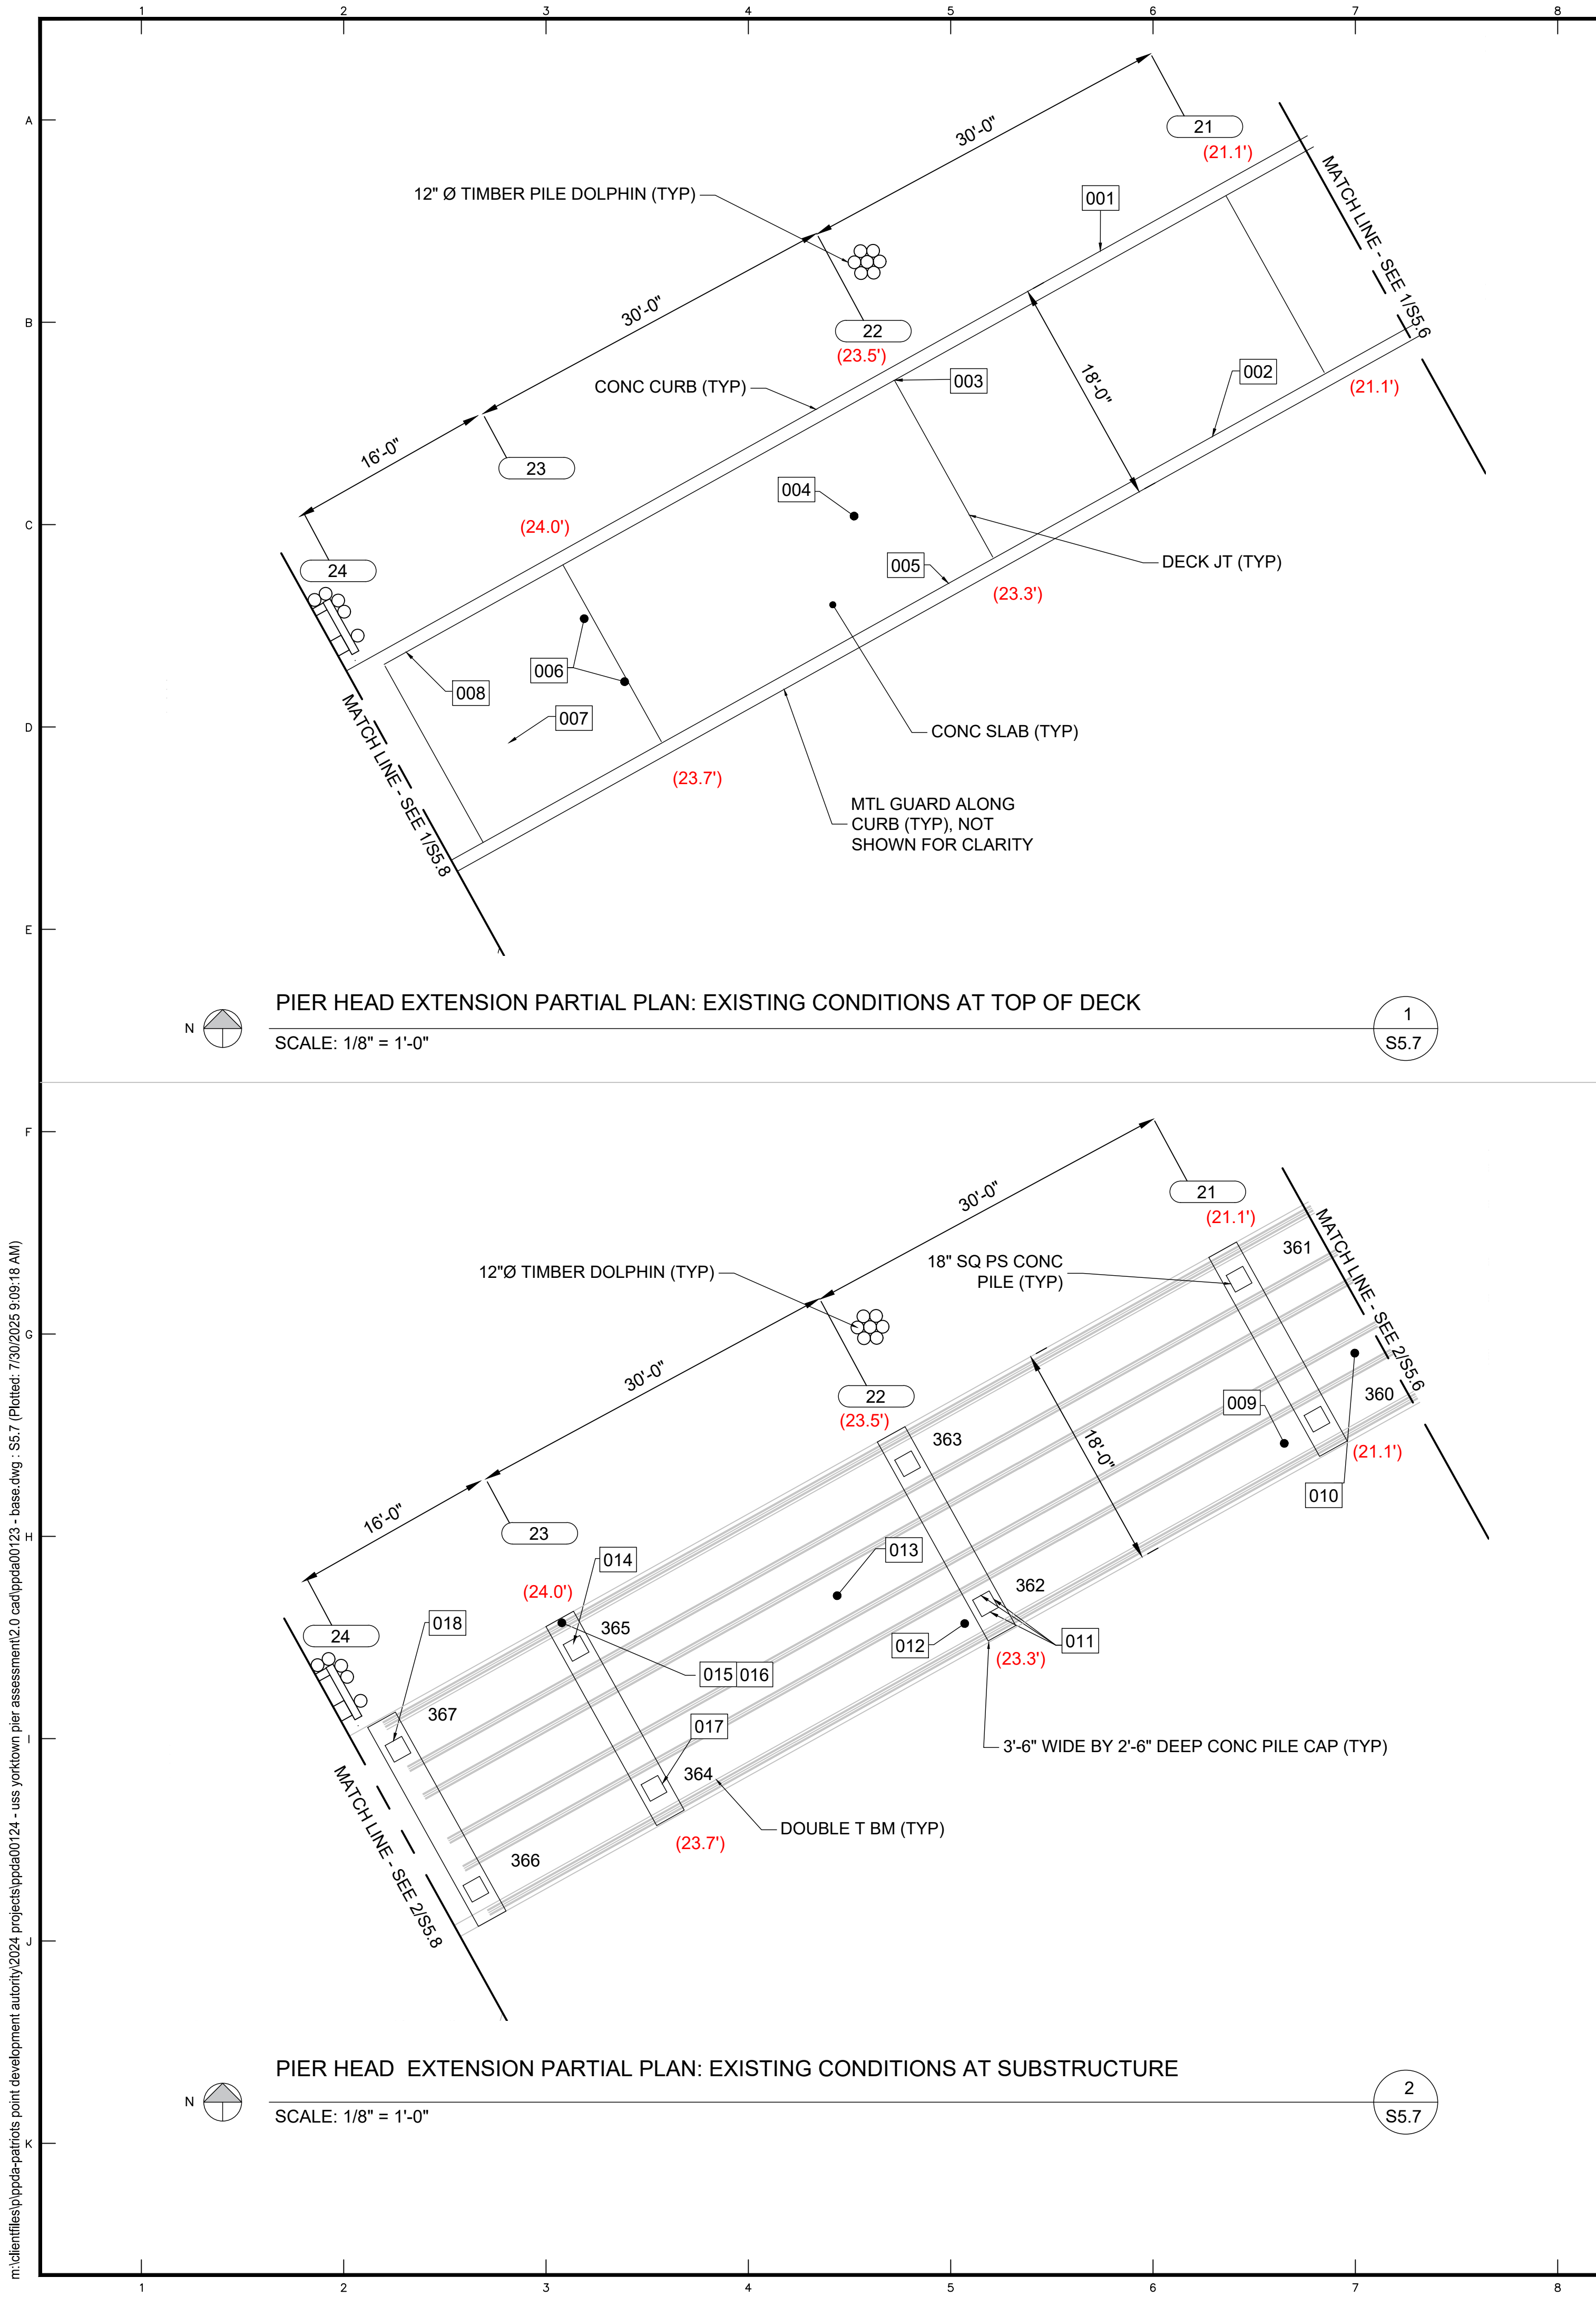 1 2 3 4 5 6 7 8
A
B
C
D
E
F
G
H
I
J
K
30'-0"
21
(21.1')
MATCH LINE - SEE 1/S5.6
12" Ø TIMBER PILE DOLPHIN (TYP)
001
30'-0"
22
(23.5')
CONC CURB (TYP)
003
18'-0"
002
(21.1')
16'-0"
23
004
(24.0')
005
DECK JT (TYP)
24
(23.3')
006
008
007
CONC SLAB (TYP)
MATCH LINE - SEE 1/S5.8
(23.7')
MTL GUARD ALONG
CURB (TYP), NOT
SHOWN FOR CLARITY
PIER HEAD EXTENSION PARTIAL PLAN: EXISTING CONDITIONS AT TOP OF DECK
N
SCALE: 1/8" = 1'-0"
1
S5.7
30'-0"
21
(21.1')
MATCH LINE - SEE 2/S5.6
361
18" SQ PS CONC
PILE (TYP)
12"Ø TIMBER DOLPHIN (TYP)
30'-0"
22
(23.5')
363
18'-0"
009
360
(21.1')
010
16'-0"
23
013
014
(24.0')
362
018
365
24
011
012
(23.3')
015 016
367
017
3'-6" WIDE BY 2'-6" DEEP CONC PILE CAP (TYP)
364
DOUBLE T BM (TYP)
(23.7')
366
MATCH LINE - SEE 2/S5.8
PIER HEAD  EXTENSION PARTIAL PLAN: EXISTING CONDITIONS AT SUBSTRUCTURE
N
SCALE: 1/8" = 1'-0"
2
S5.7
m:\clientfiles\p\ppda-patriots point development autority\2024 projects\ppda00124 - uss yorktown pier assessment\2.0 cad\ppda00123 - base.dwg : S5.7 (Plotted: 7/30/2025 9:09:18 AM)
1 2 3 4 5 6 7 8